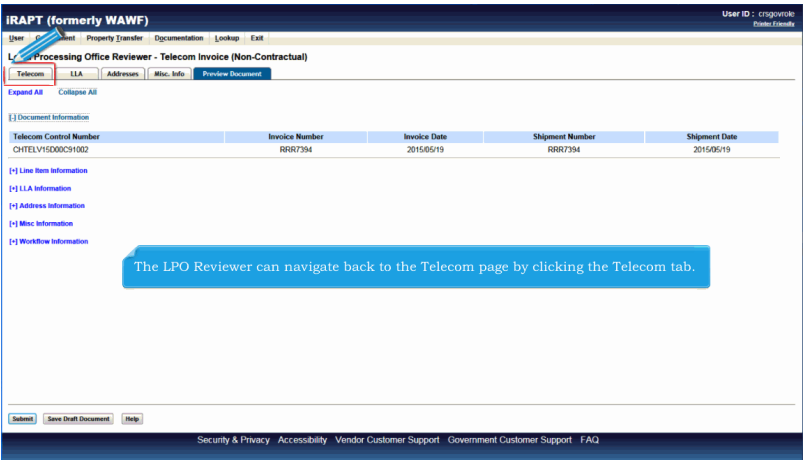 iRAPT (formerly WAWF)
User ID : crsgovrole
Printer Friendly
User Property Transfer Documentation Lookup Exit
Processing Office Reviewer - Telecom Invoice (Non-Contractual)
Telecom LLA Addresses Misc. Info Preview Document
Expand All Collapse All
[-] Document Information
Telecom Control Number Invoice Number Invoice Date Shipment Number Shipment Date
CHTELV15D00C91002 RRR7394 2015/05/19 RRR7394 2015/05/19
[+] Line Item Information
[+] LLA Information
[+] Address Information
[+] Misc Information
[+] Workflow Information
The LPO Reviewer can navigate back to the Telecom page by clicking the Telecom tab.
Submit Save Draft Document Help
Security & Privacy Accessibility Vendor Customer Support Government Customer Support FAQ